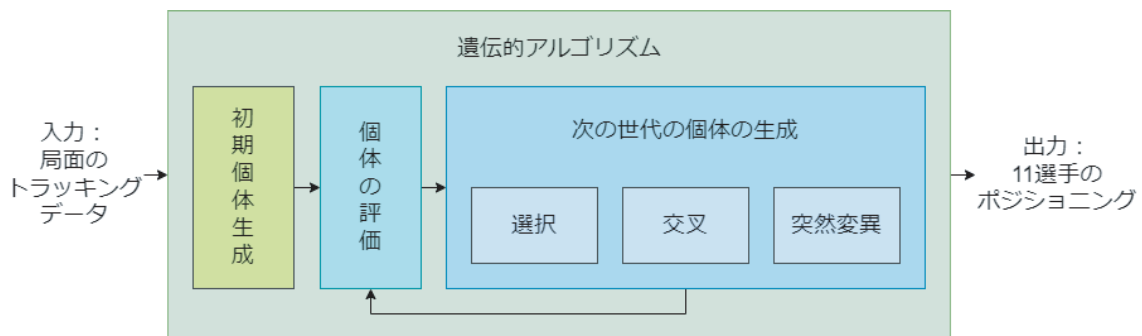 遺伝的アルゴリズム
入力：
局面の
トラッキング
データ
初期個体生成
個体の評価
次の世代の個体の生成
選択
交叉
突然変異
出力：
11選手の
ポジショニング